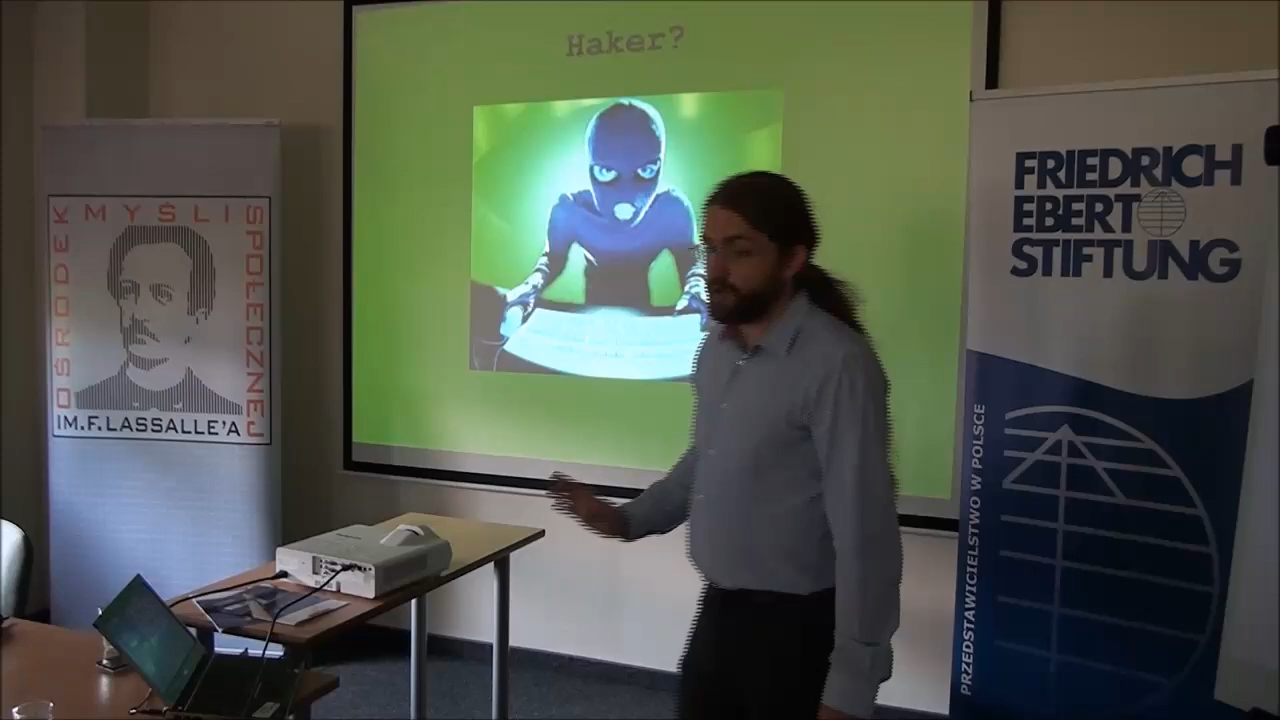 Haker?
OŚRODEK MYŚLI SPOŁECZNEJ
IM.F.LASSALLE'A
FRIEDRICH
EBERT
STIFTUNG
PRZEDSTAWICIELSTWO W POLSCE